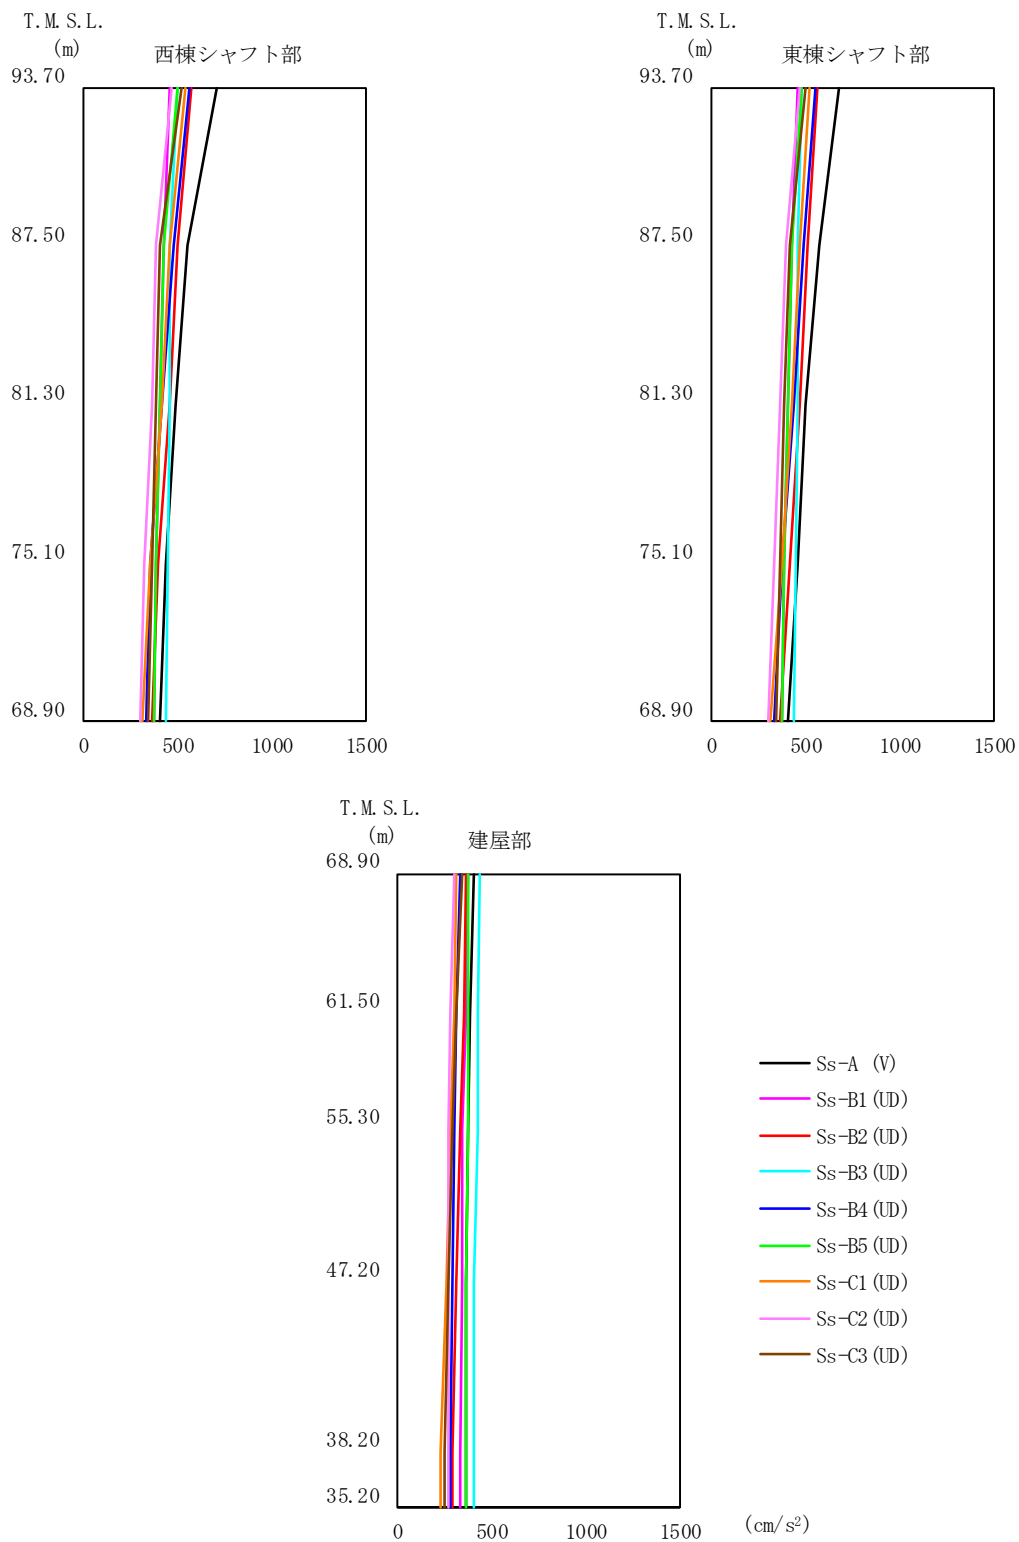 T.M.S.L.
(m)
西棟シャフト部
93.70
87.50
81.30
75.10
68.90
0 500 1000 1500
T.M.S.L.
(m)
東棟シャフト部
93.70
87.50
81.30
75.10
68.90
0 500 1000 1500
T.M.S.L.
(m)
建屋部
68.90
61.50
55.30
47.20
38.20
35.20
0 500 1000 1500 (cm/s²)
Ss-A (V)
Ss-B1(UD)
Ss-B2(UD)
Ss-B3(UD)
Ss-B4(UD)
Ss-B5(UD)
Ss-C1(UD)
Ss-C2(UD)
Ss-C3(UD)